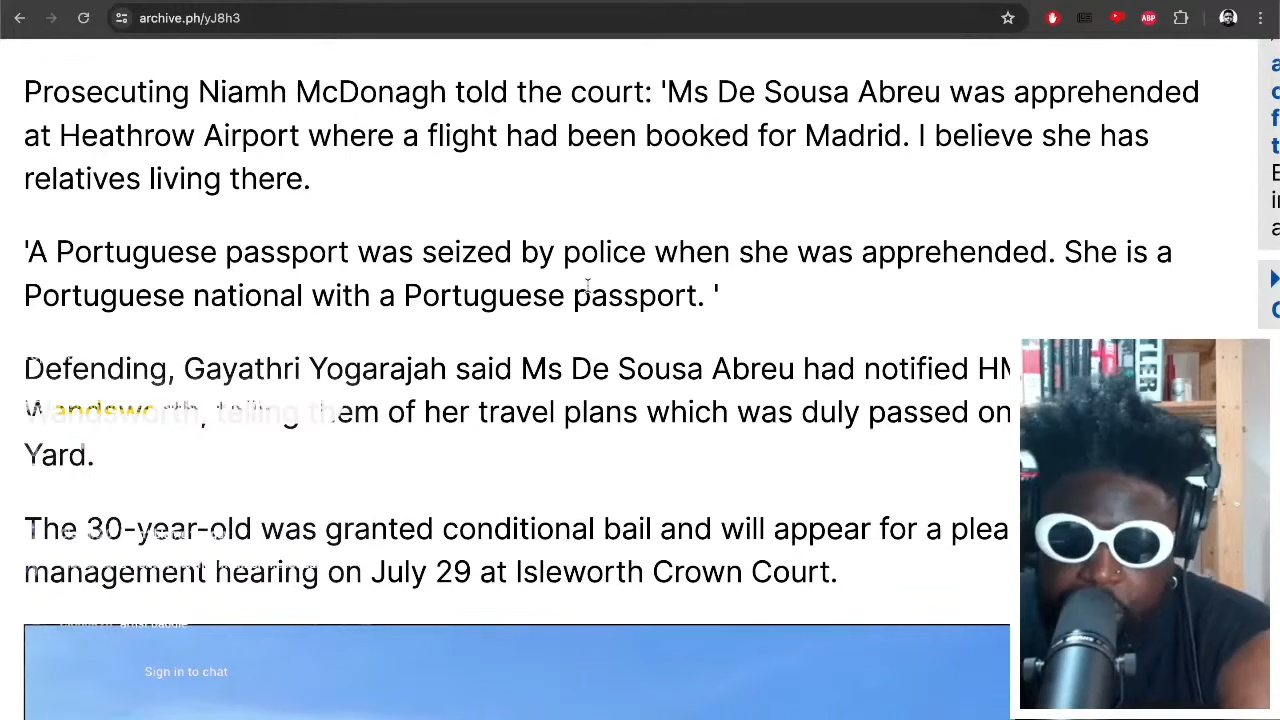 archive.ph/yJ8h3
ABP
Prosecuting Niamh McDonagh told the court: 'Ms De Sousa Abreu was apprehended
at Heathrow Airport where a flight had been booked for Madrid. I believe she has
relatives living there.
'A Portuguese passport was seized by police when she was apprehended. She is a
Portuguese national with a Portuguese passport. '
Defending, Gayathri Yogarajah said Ms De Sousa Abreu had notified HM
Wandsworth, telling them of her travel plans which was duly passed on
Yard.
The 30-year-old was granted conditional bail and will appear for a plea
management hearing on July 29 at Isleworth Crown Court.
Sign in to chat